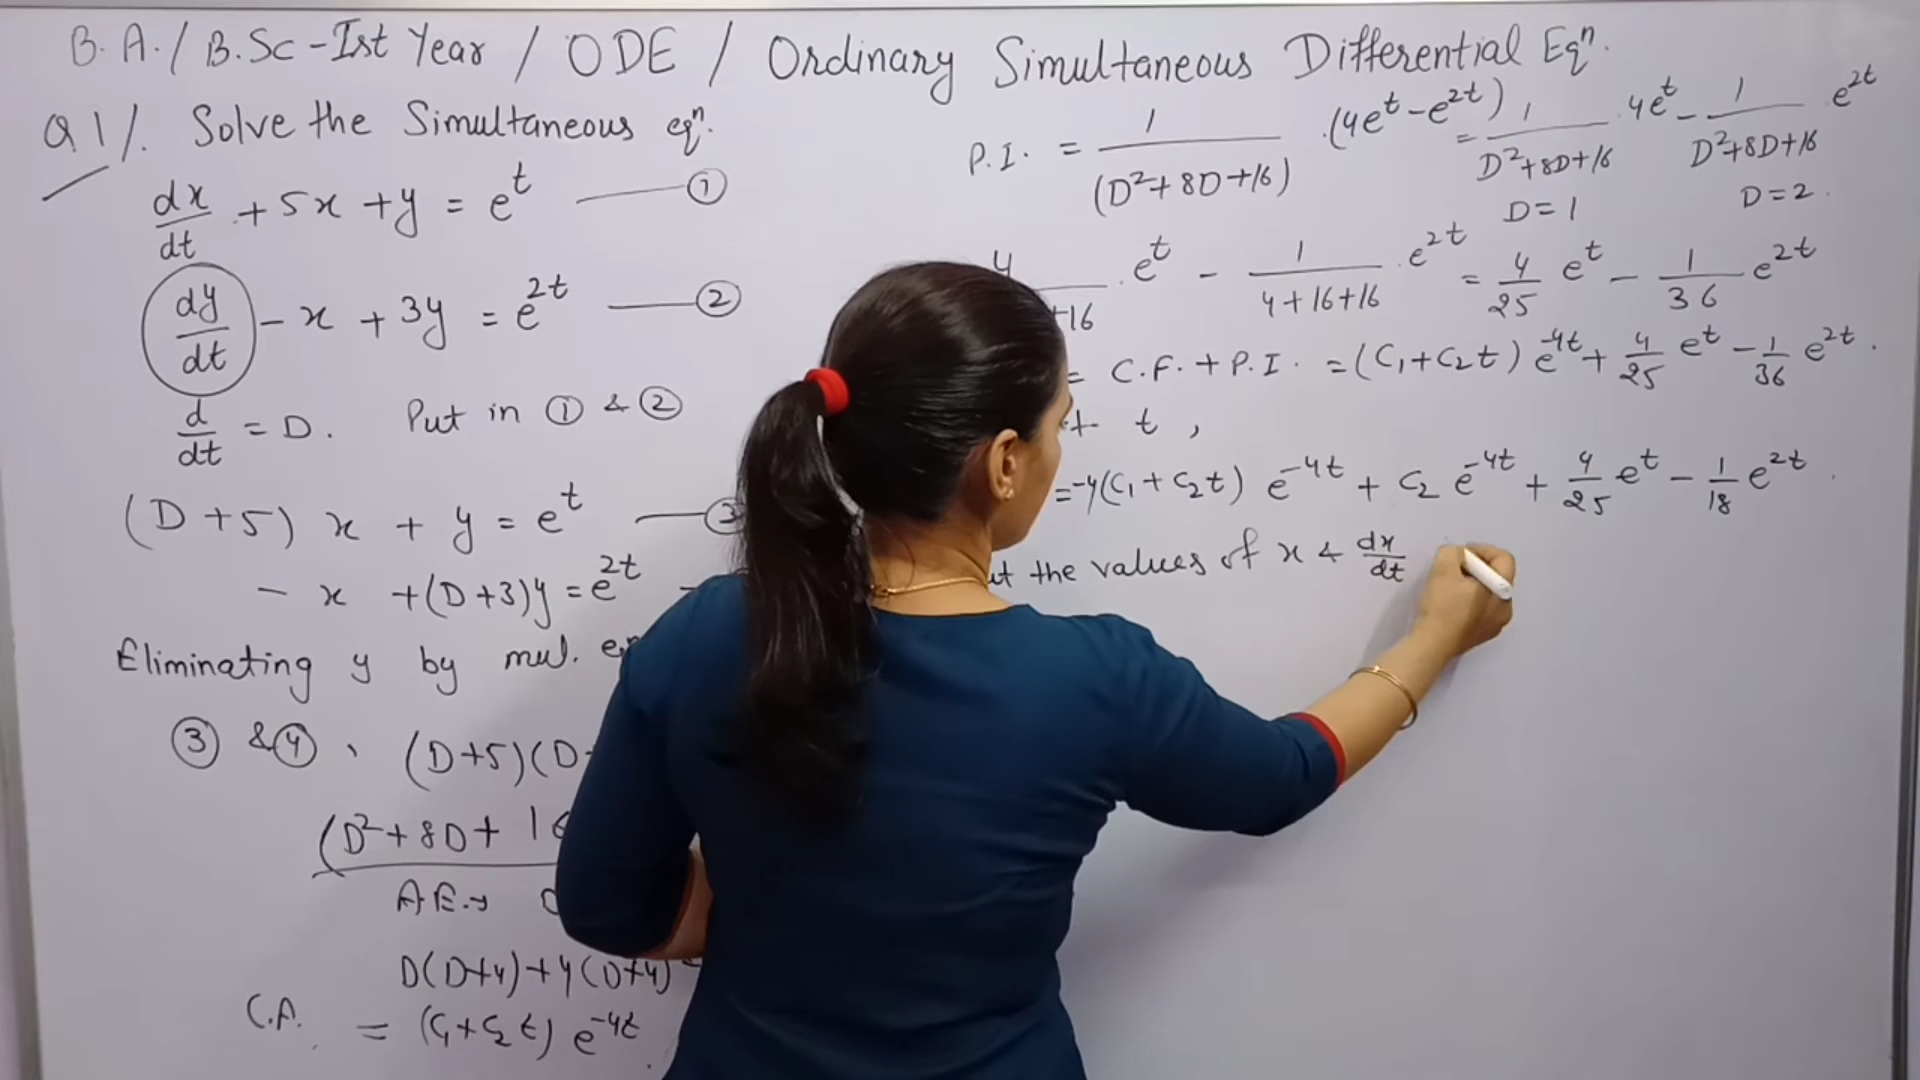 B.A./B.Sc-Ist Year / ODE / Ordinary Simultaneous Differential Eqⁿ.
Q1/. Solve the Simultaneous eqⁿ.
dx/dt + 5x + y = e^t ——— ①
dy/dt - x + 3y = e^2t ——— ②
d/dt = D. Put in ① & ②
(D+5) x + y = e^t ——— ③
- x + (D+3)y = e^2t —
Eliminating y by mul. eqn
③ & ④, (D+5)(D+
(D²+8D+16
A.E.→
D(D+4)+4(D+4)=
C.A. = (C₁+C₂t) e^-4t.
P.I. = 1/(D²+8D+16) .(4e^t-e^2t) = 1/D²+8D+16 .4e^t - 1/D²+8D+16 e^2t
D=1 D=2.
4/+16 . e^t - 1/4+16+16 . e^2t = 4/25 e^t - 1/36 e^2t
= C.F. + P.I. = (C₁+C₂t) e^-4t + 4/25 e^t - 1/36 e^2t.
t,
= -4(C₁+C₂t) e^-4t + C₂ e^-4t + 4/25 e^t - 1/18 e^2t.
the values of x & dx/dt